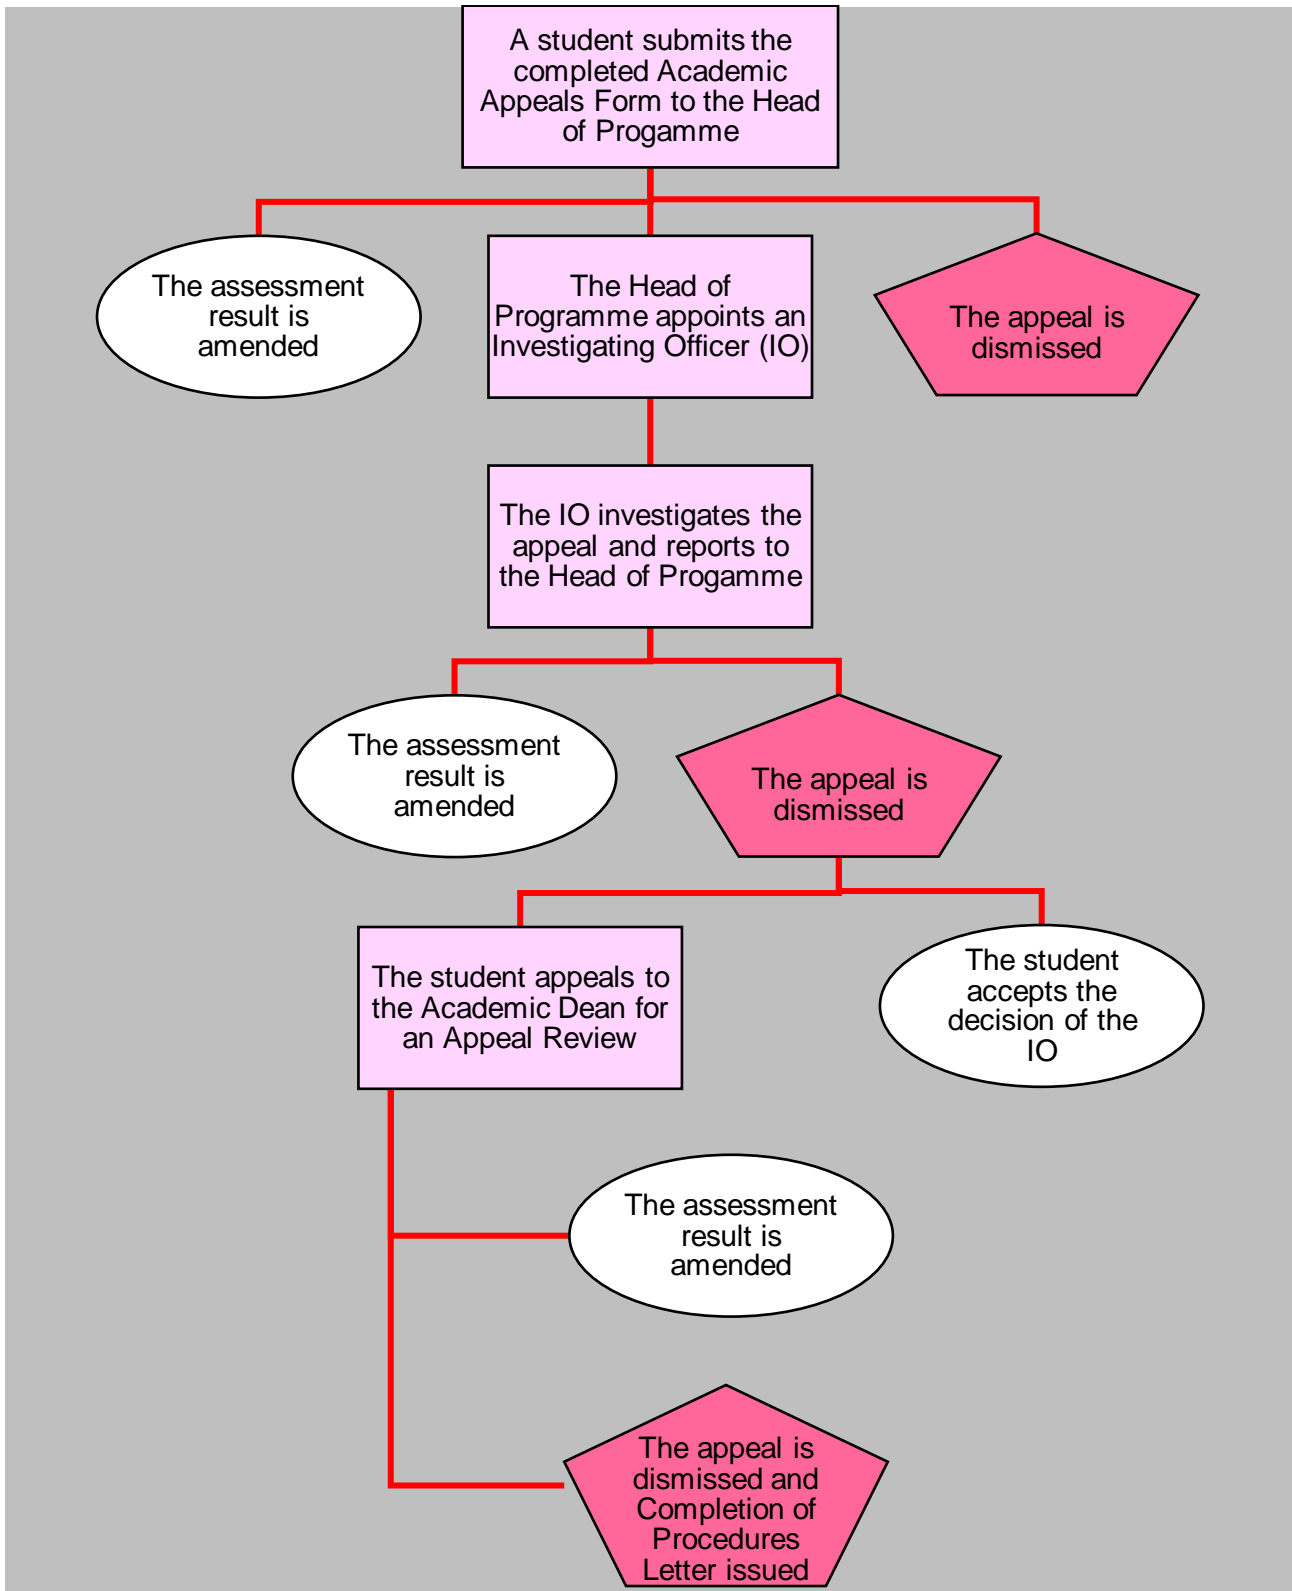 A student submits the
completed Academic
Appeals Form to the Head
of Progamme
The assessment
result is
amended
The Head of
Programme appoints an
Investigating Officer (IO)
The appeal is
dismissed
The IO investigates the
appeal and reports to
the Head of Progamme
The assessment
result is
amended
The appeal is
dismissed
The student appeals to
the Academic Dean for
an Appeal Review
The student
accepts the
decision of the
IO
The assessment
result is
amended
The appeal is
dismissed and
Completion of
Procedures
Letter issued